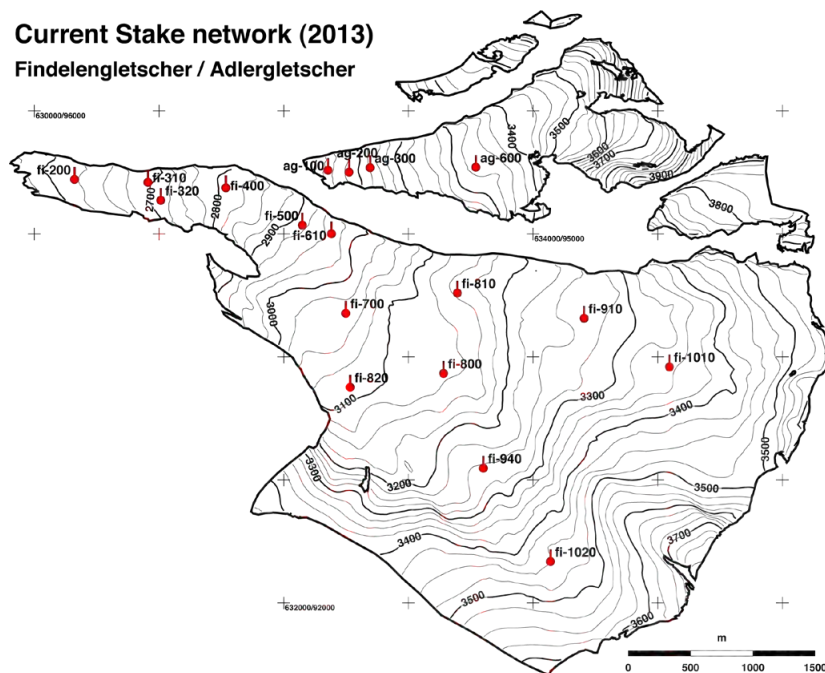 Current Stake network (2013)
Findelengletscher / Adlergletscher
630000/96000
3400
3500
3600
3700
3900
ag-100
ag-200
ag-300
ag-600
fi-200
fi-310
fi-320
2700
fi-400
2800
3800
fi-500
2900
fi-610
634000/95000
fi-810
3000
fi-700
fi-910
fi-800
fi-1010
fi-820
3100
3300
3400
3500
fi-940
3300
3200
3500
3400
3700
fi-1020
3500
632000/92000
3600
m
0 500 1000 1500